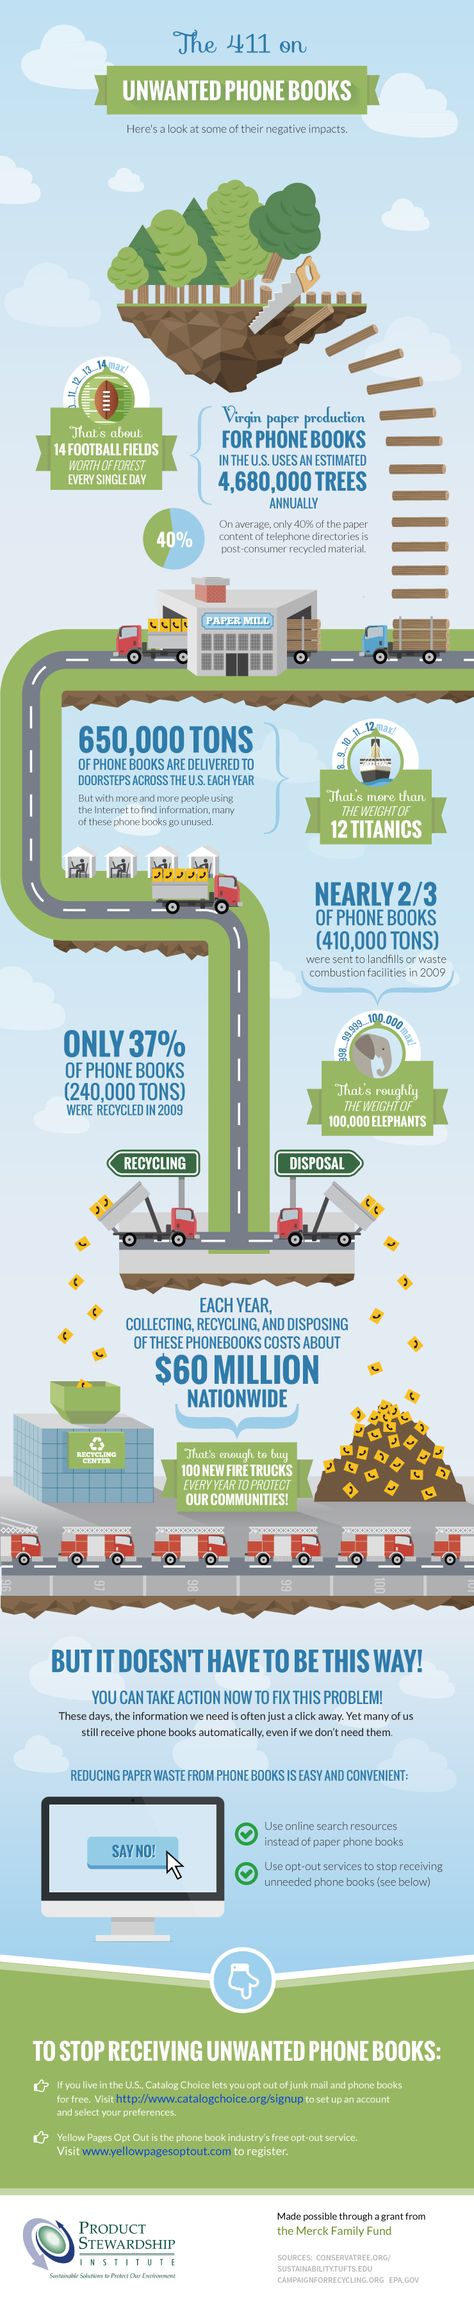 The 411 on
UNWANTED PHONE BOOKS
Here's a look at some of their negative impacts.
11...12...13...14 max!
That's about
14 FOOTBALL FIELDS
WORTH OF FOREST
EVERY SINGLE DAY
Virgin paper production
FOR PHONE BOOKS
IN THE U.S. USES AN ESTIMATED
4,680,000 TREES
ANNUALLY
40%
On average, only 40% of the paper
content of telephone directories is
post-consumer recycled material.
PAPER MILL
650,000 TONS
OF PHONE BOOKS ARE DELIVERED TO
DOORSTEPS ACROSS THE U.S. EACH YEAR
But with more and more people using
the Internet to find information, many
of these phone books go unused.
8...9...10...11...12 max!
That's more than
THE WEIGHT OF
12 TITANICS
NEARLY 2/3
OF PHONE BOOKS
(410,000 TONS)
were sent to landfills or waste
combustion facilities in 2009
998...99,999...100,000 max!
That's roughly
THE WEIGHT OF
100,000 ELEPHANTS
ONLY 37%
OF PHONE BOOKS
(240,000 TONS)
WERE RECYCLED IN 2009
RECYCLING
DISPOSAL
EACH YEAR,
COLLECTING, RECYCLING, AND DISPOSING
OF THESE PHONEBOOKS COSTS ABOUT
$60 MILLION
NATIONWIDE
RECYCLING
CENTER
That's enough to buy
100 NEW FIRE TRUCKS
EVERY YEAR TO PROTECT
OUR COMMUNITIES!
96
97
98
99
100
BUT IT DOESN'T HAVE TO BE THIS WAY!
YOU CAN TAKE ACTION NOW TO FIX THIS PROBLEM!
These days, the information we need is often just a click away. Yet many of us
still receive phone books automatically, even if we don't need them.
REDUCING PAPER WASTE FROM PHONE BOOKS IS EASY AND CONVENIENT:
SAY NO!
Use online search resources
instead of paper phone books
Use opt-out services to stop receiving
unneeded phone books (see below)
TO STOP RECEIVING UNWANTED PHONE BOOKS:
If you live in the U.S., Catalog Choice lets you opt out of junk mail and phone books
for free. Visit http://www.catalogchoice.org/signup to set up an account
and select your preferences.
Yellow Pages Opt Out is the phone book industry's free opt-out service.
Visit www.yellowpagesoptout.com to register.
PRODUCT
STEWARDSHIP
INSTITUTE
Sustainable Solutions to Protect Our Environment
Made possible through a grant from
the Merck Family Fund
SOURCES: CONSERVATREE.ORG/
SUSTAINABILITY.TUFTS.EDU
CAMPAIGNFORRECYCLING.ORG EPA.GOV